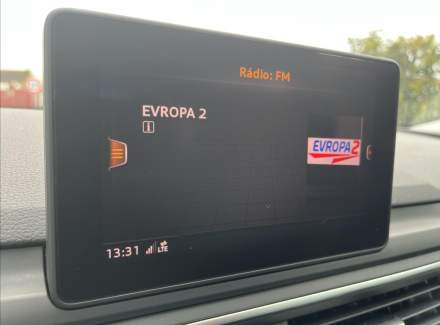 Rádio: FM
EVROPA 2
i
EVROPA 2
13:31 LTE